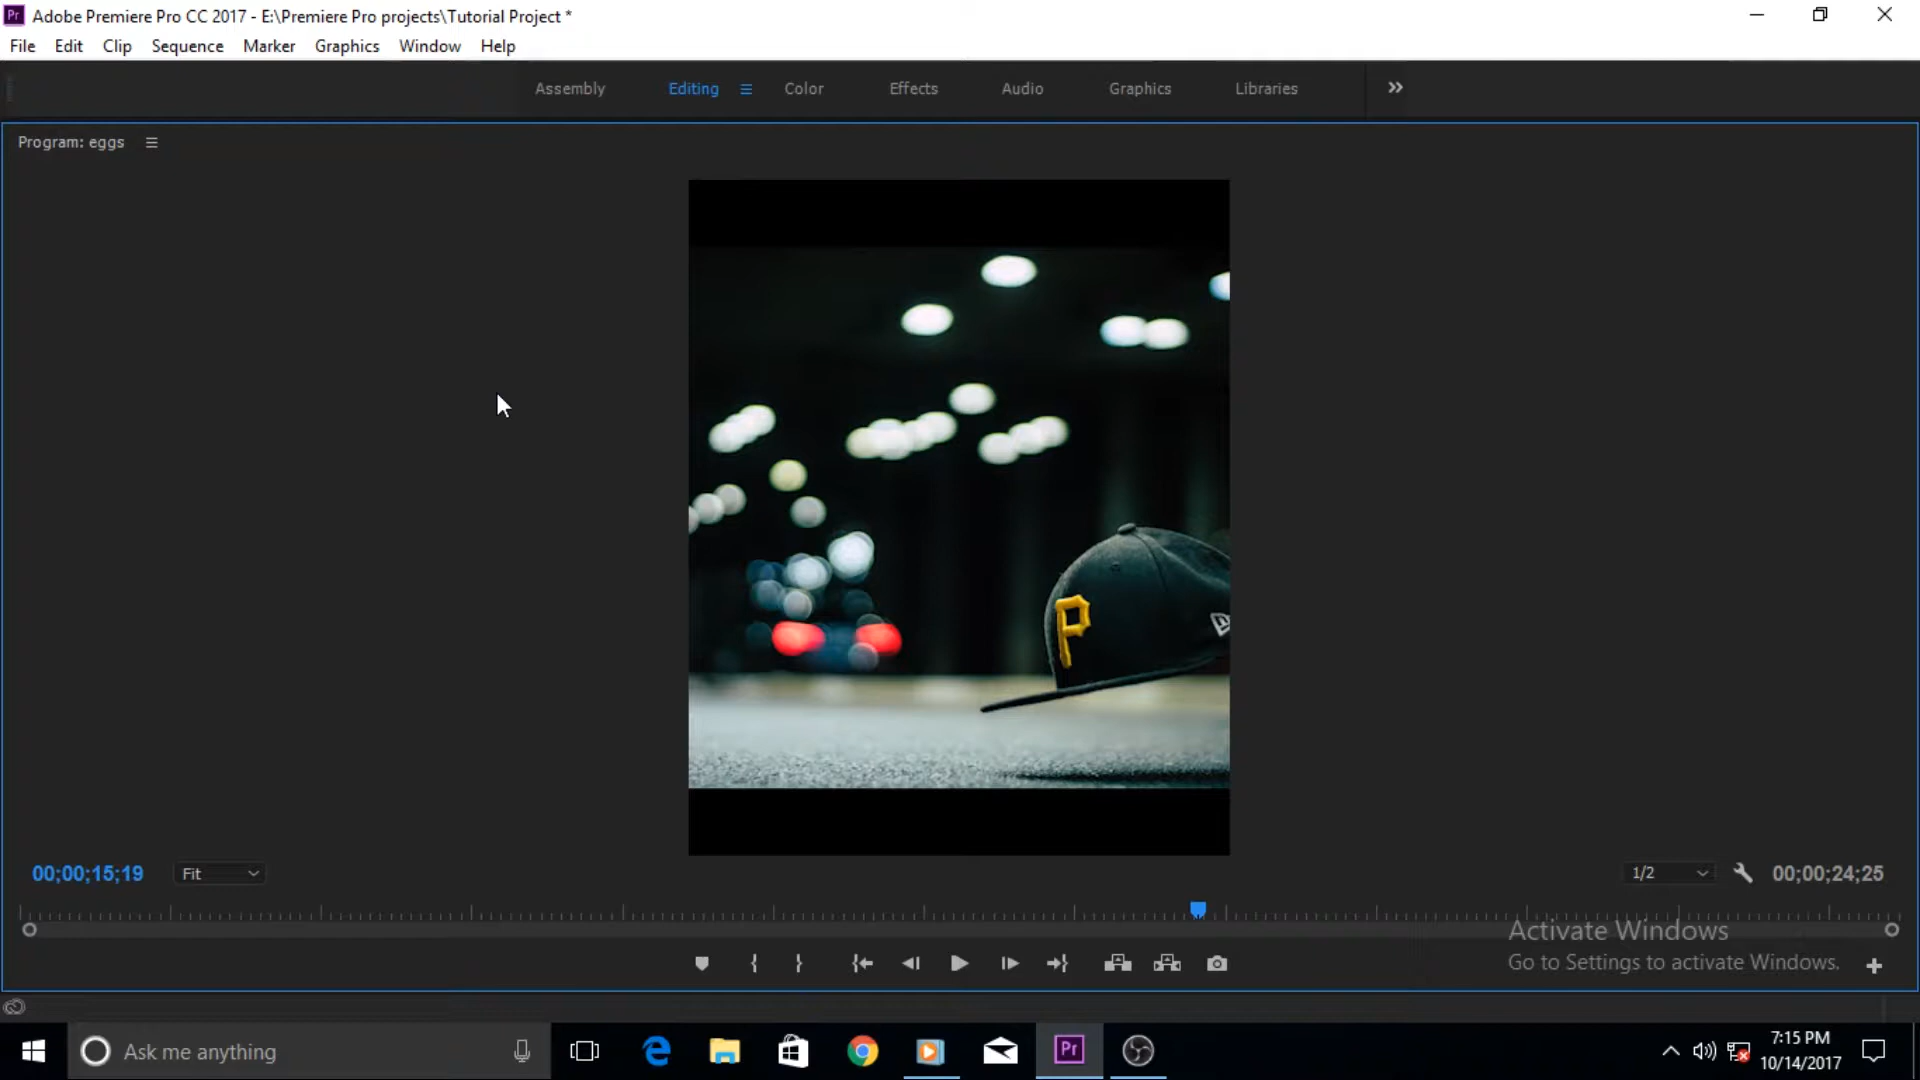 Pr Adobe Premiere Pro CC 2017 - E:\Premiere Pro projects\Tutorial Project *
File Edit Clip Sequence Marker Graphics Window Help
Assembly Editing Color Effects Audio Graphics Libraries
Program: eggs
P
00;00;15;19 Fit 1/2 00;00;24;25
Activate Windows
Go to Settings to activate Windows.
Ask me anything Pr 7:15 PM
10/14/2017